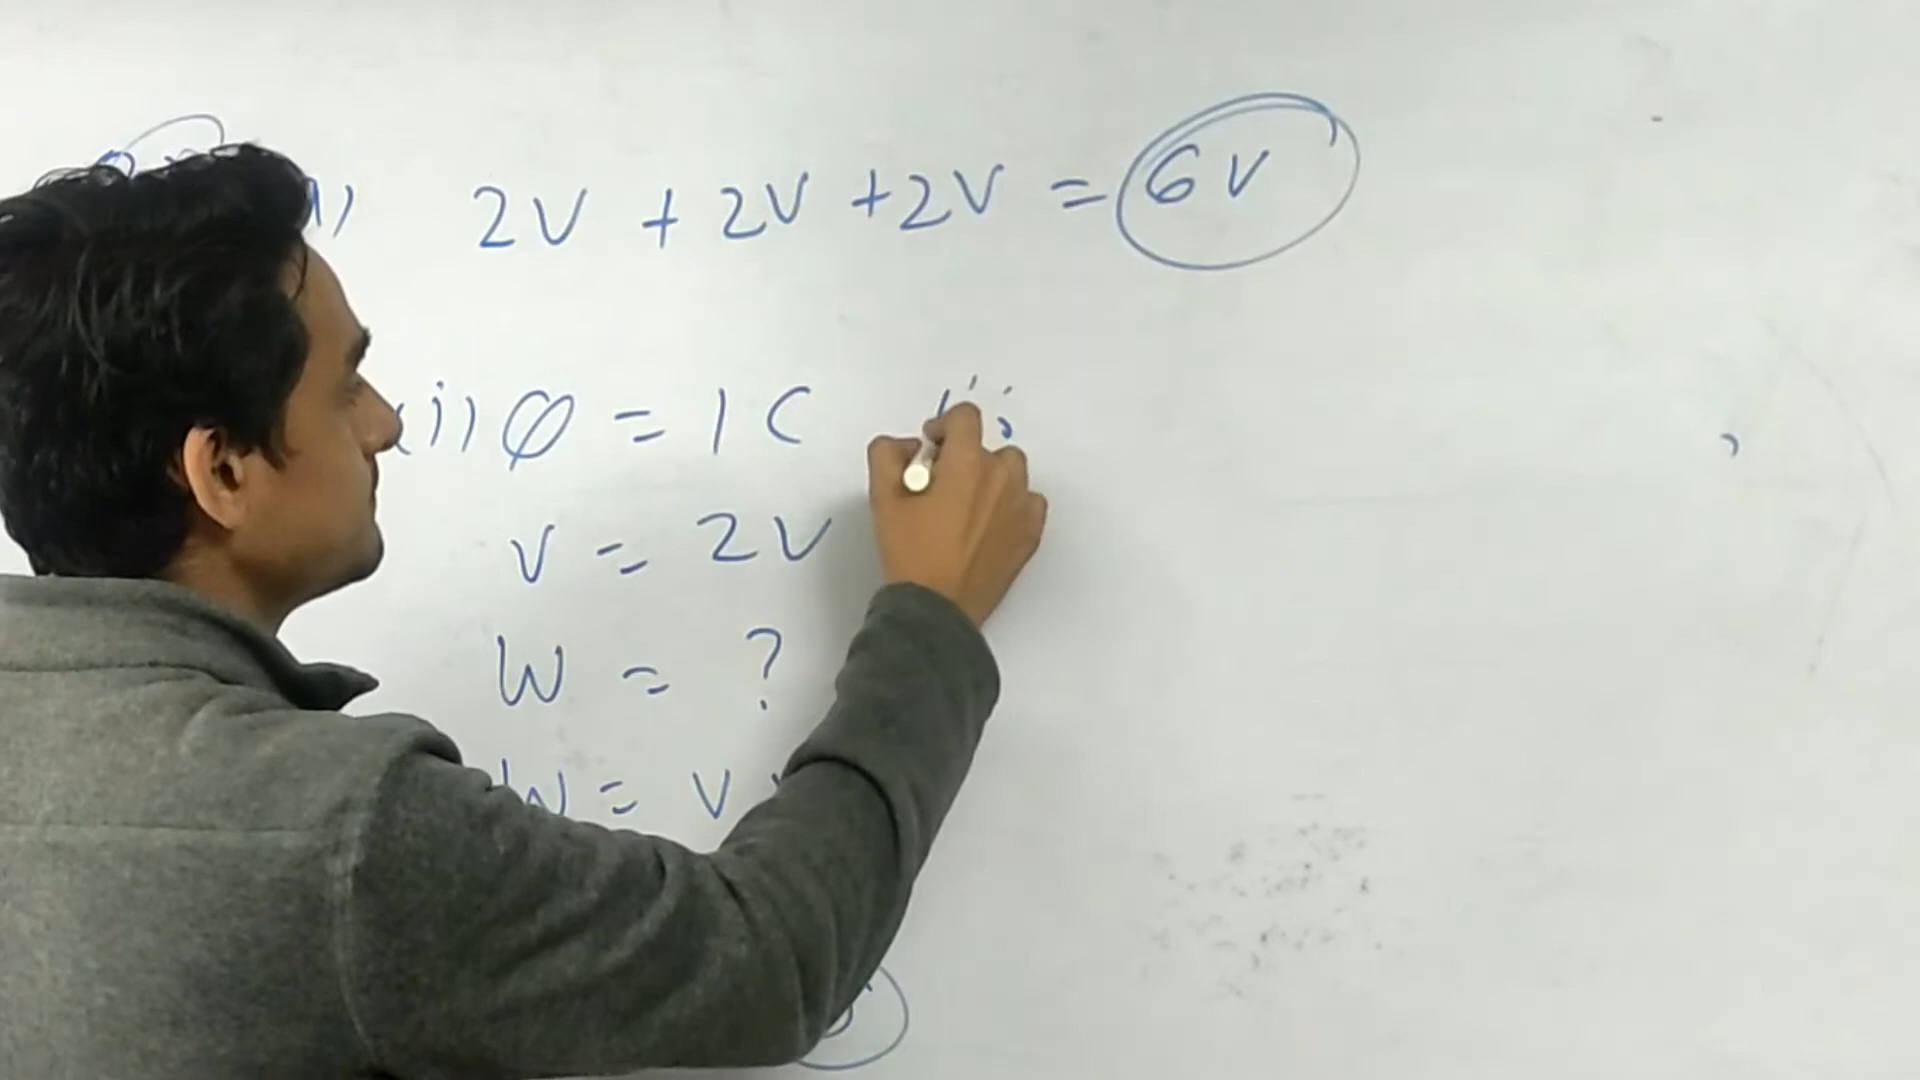 2V + 2V + 2V = 6V
(i) Q = 1C (ii
V = 2V
W = ?
W = V